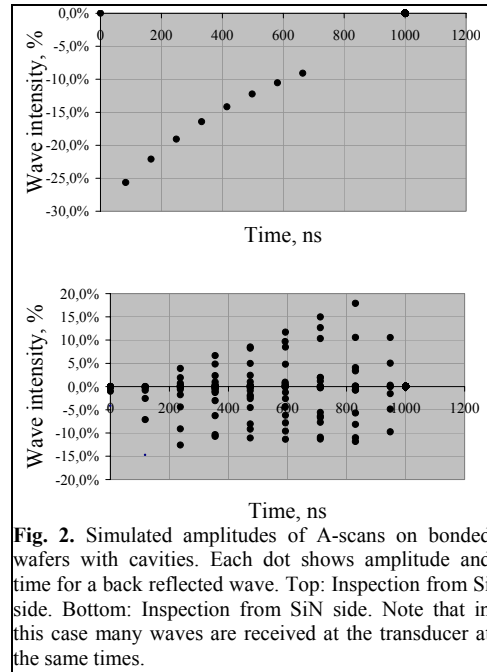 0,0%
-5,0%
-10,0%
-15,0%
-20,0%
-25,0%
-30,0%
0 200 400 600 800 1000 1200
Wave intensity, %
Time, ns
20,0%
15,0%
10,0%
5,0%
0,0%
-5,0%
-10,0%
-15,0%
-20,0%
0 200 400 600 800 1000 1200
Wave intensity, %
Time, ns
Fig. 2. Simulated amplitudes of A-scans on bonded
wafers with cavities. Each dot shows amplitude and
time for a back reflected wave. Top: Inspection from Si
side. Bottom: Inspection from SiN side. Note that in
this case many waves are received at the transducer at
the same times.